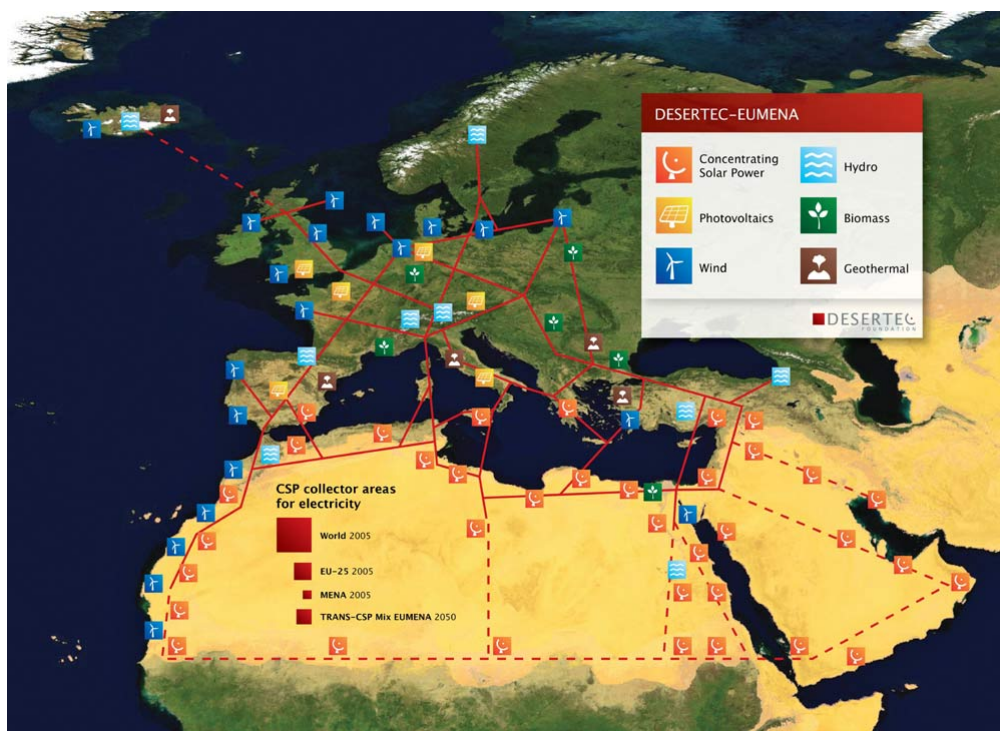 DESERTEC-EUMENA
Concentrating
Solar Power
Hydro
Photovoltaics
Biomass
Wind
Geothermal
DESERTEC
FOUNDATION
CSP collector areas
for electricity
World 2005
EU-25 2005
MENA 2005
TRANS-CSP Mix EUMENA 2050